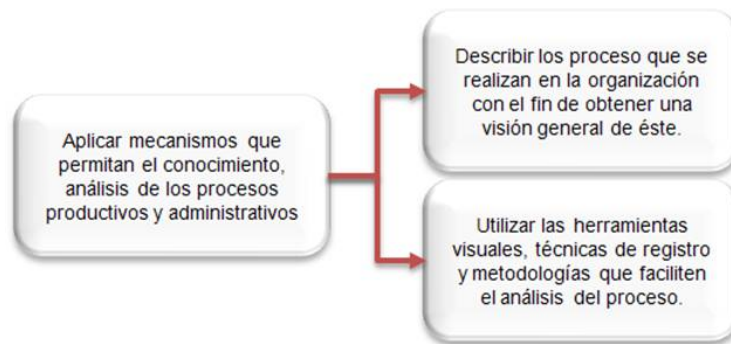 Aplicar mecanismos que
permitan el conocimiento,
análisis de los procesos
productivos y administrativos
Describir los proceso que se
realizan en la organización
con el fin de obtener una
visión general de éste.
Utilizar las herramientas
visuales, técnicas de registro
y metodologías que faciliten
el análisis del proceso.